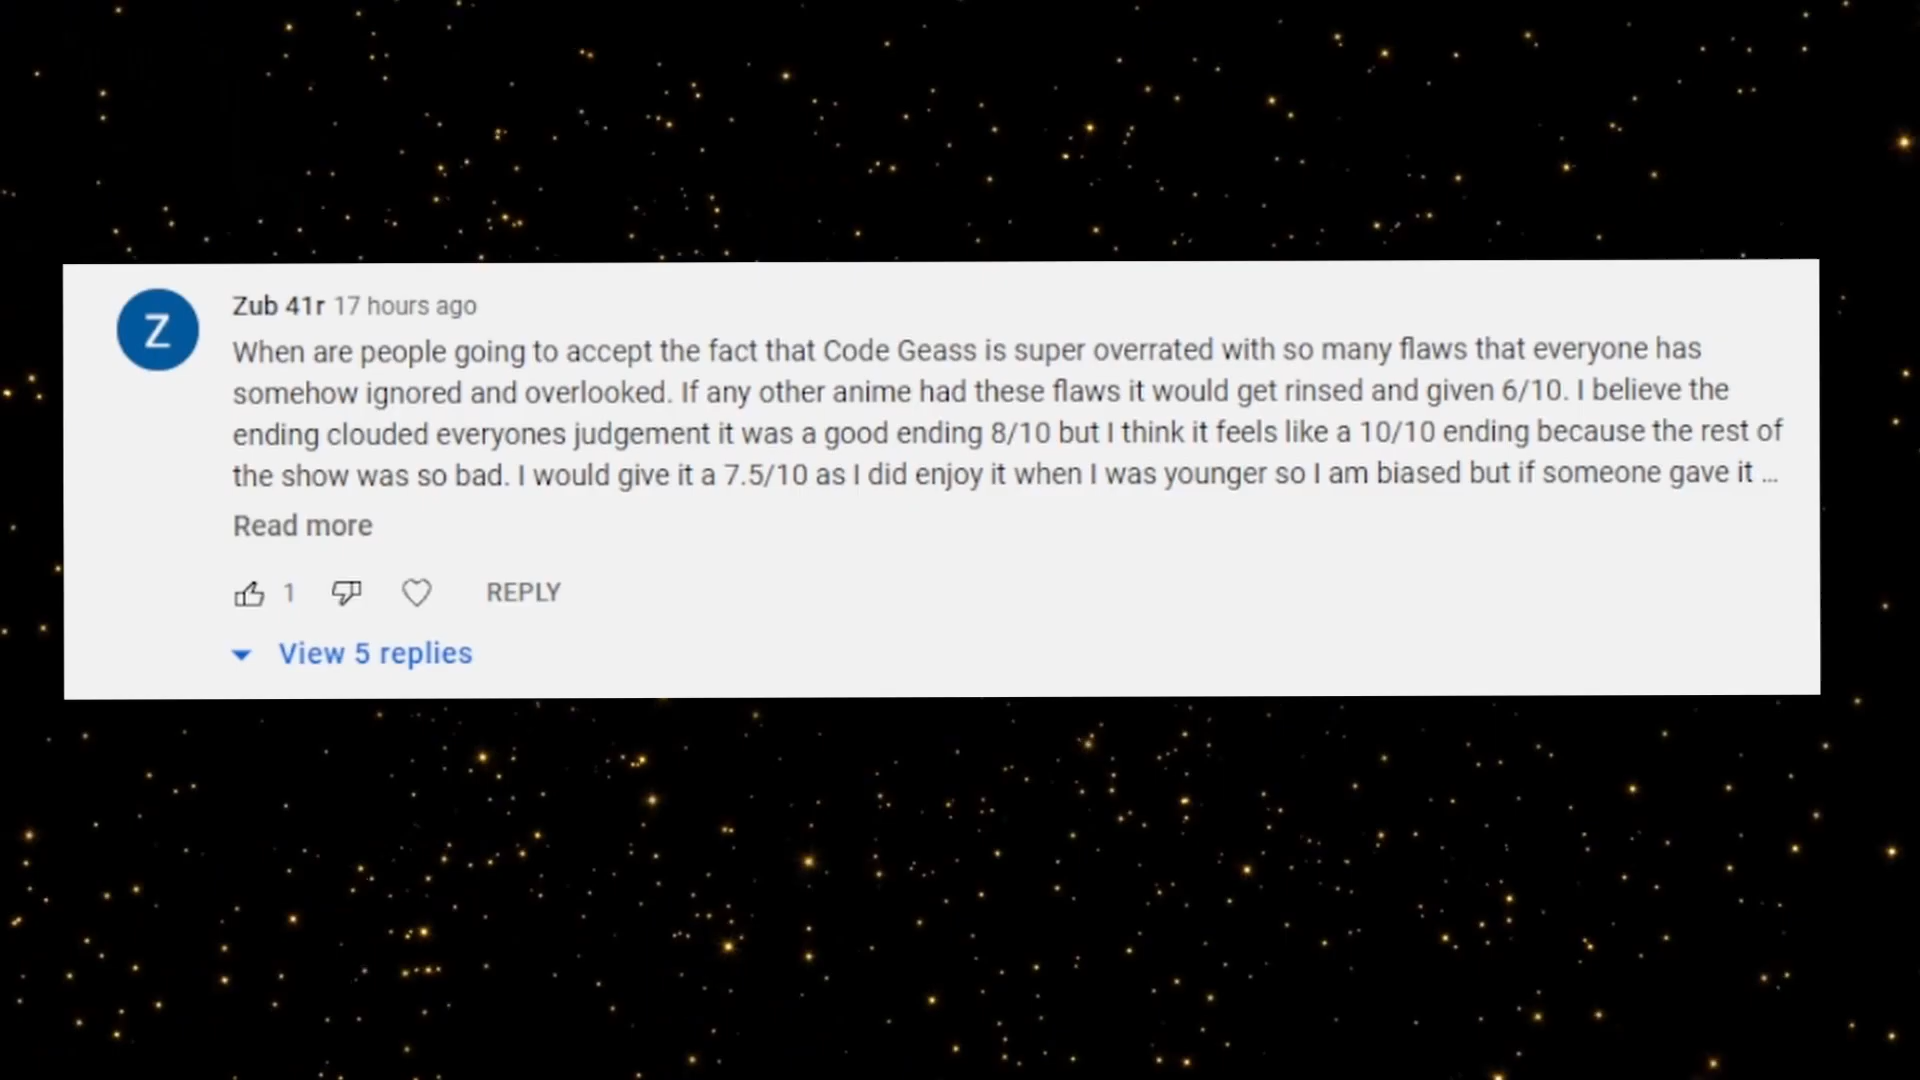 Z
Zub 41r 17 hours ago
When are people going to accept the fact that Code Geass is super overrated with so many flaws that everyone has
somehow ignored and overlooked. If any other anime had these flaws it would get rinsed and given 6/10. I believe the
ending clouded everyones judgement it was a good ending 8/10 but I think it feels like a 10/10 ending because the rest of
the show was so bad. I would give it a 7.5/10 as I did enjoy it when I was younger so I am biased but if someone gave it ...
Read more
1 REPLY
View 5 replies